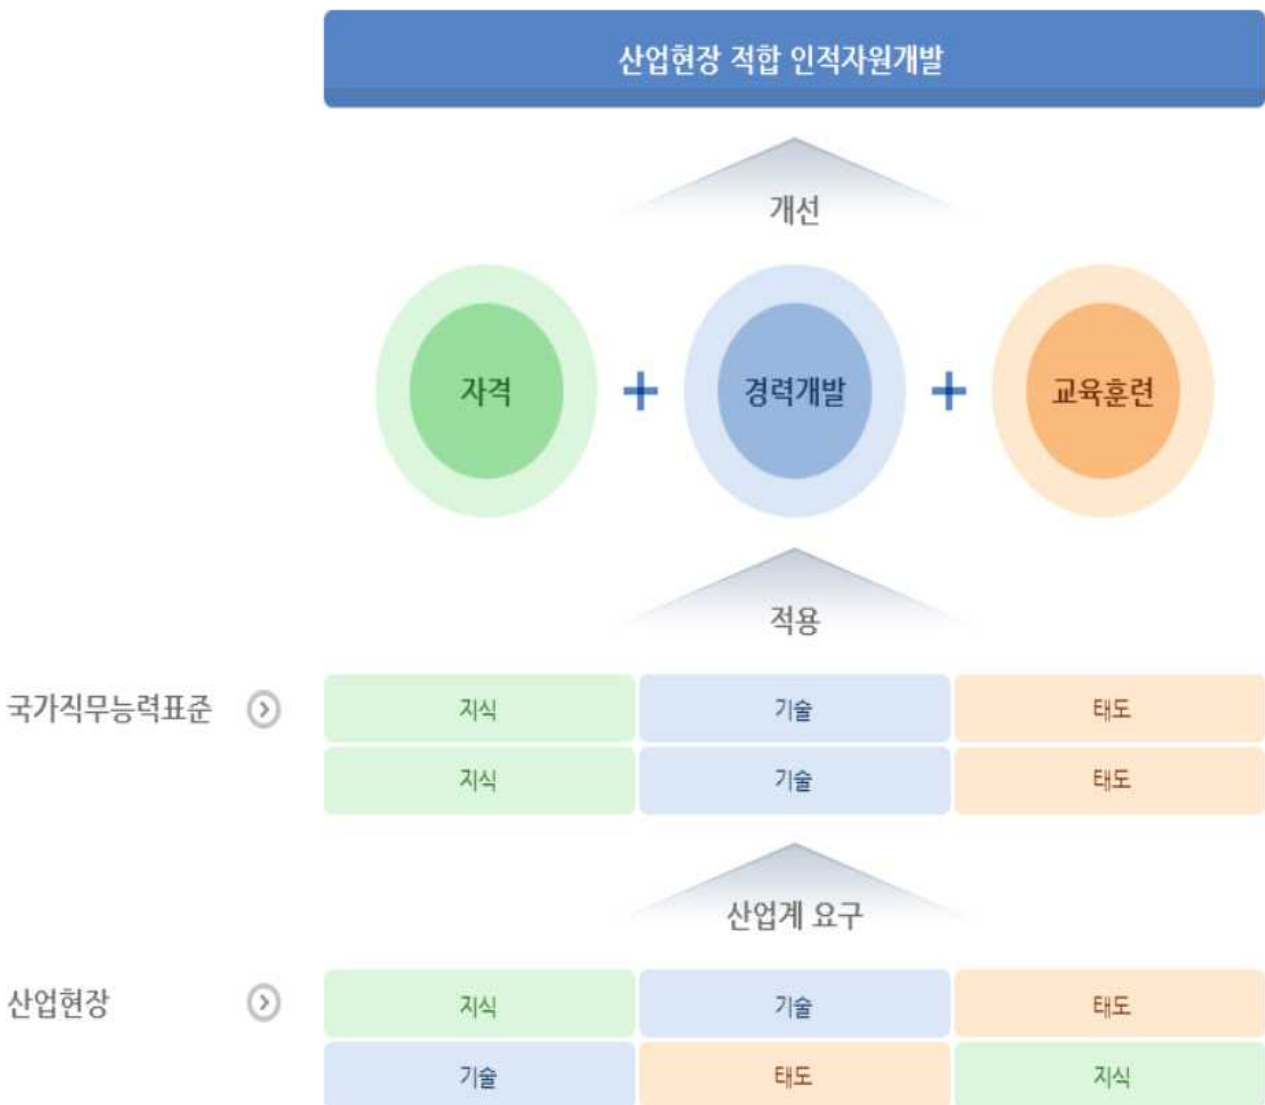 산업현장 적합 인적자원개발
개선
자격 + 경력개발 + 교육훈련
적용
국가직무능력표준 지식 기술 태도
지식 기술 태도
산업계 요구
산업현장 지식 기술 태도
기술 태도 지식